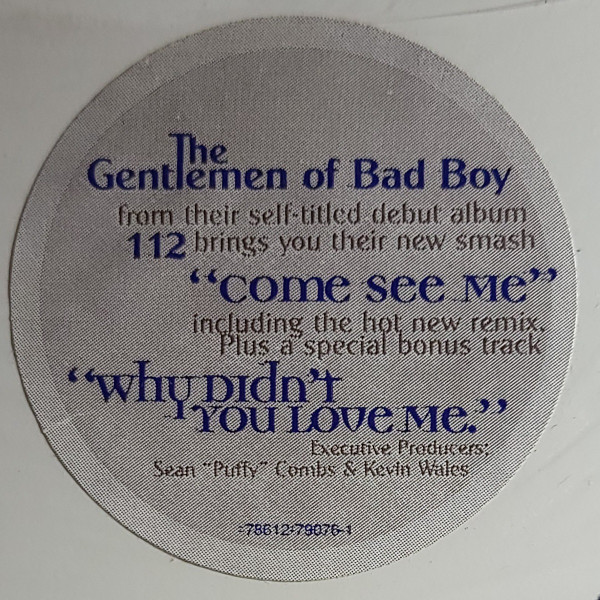 The
Gentlemen of Bad Boy
from their self-titled debut album
112 brings you their new smash
“come see me”
including the hot new remix.
Plus a special bonus track
“why Didn’t
You Love me.”
Executive Producers:
Sean “Puffy” Combs & Kevin Wales
:78612:79076-1